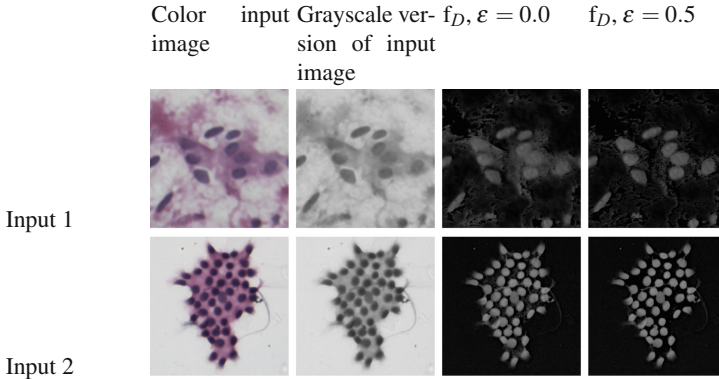 Color input Grayscale ver- f_D, ε = 0.0 f_D, ε = 0.5
image sion of input
image
Input 1
Input 2